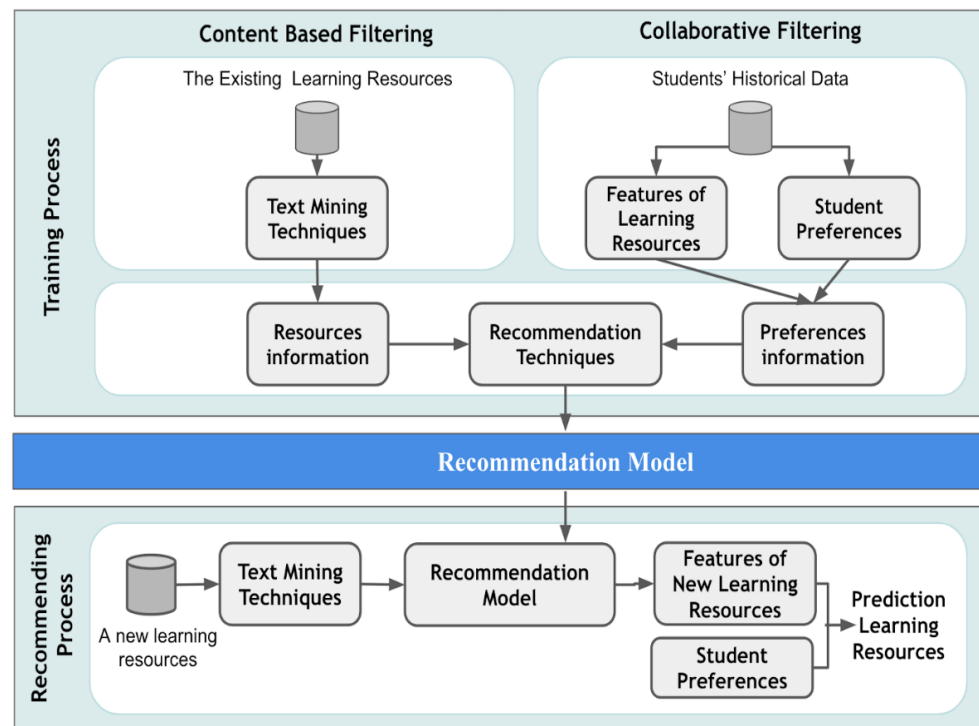 Content Based Filtering
Collaborative Filtering
The Existing Learning Resources
Students' Historical Data
Training Process
Text Mining
Techniques
Features of
Learning
Resources
Student
Preferences
Resources
information
Recommendation
Techniques
Preferences
information
Recommendation Model
Recommending
Process
A new learning
resources
Text Mining
Techniques
Recommendation
Model
Features of
New Learning
Resources
Student
Preferences
Prediction
Learning
Resources